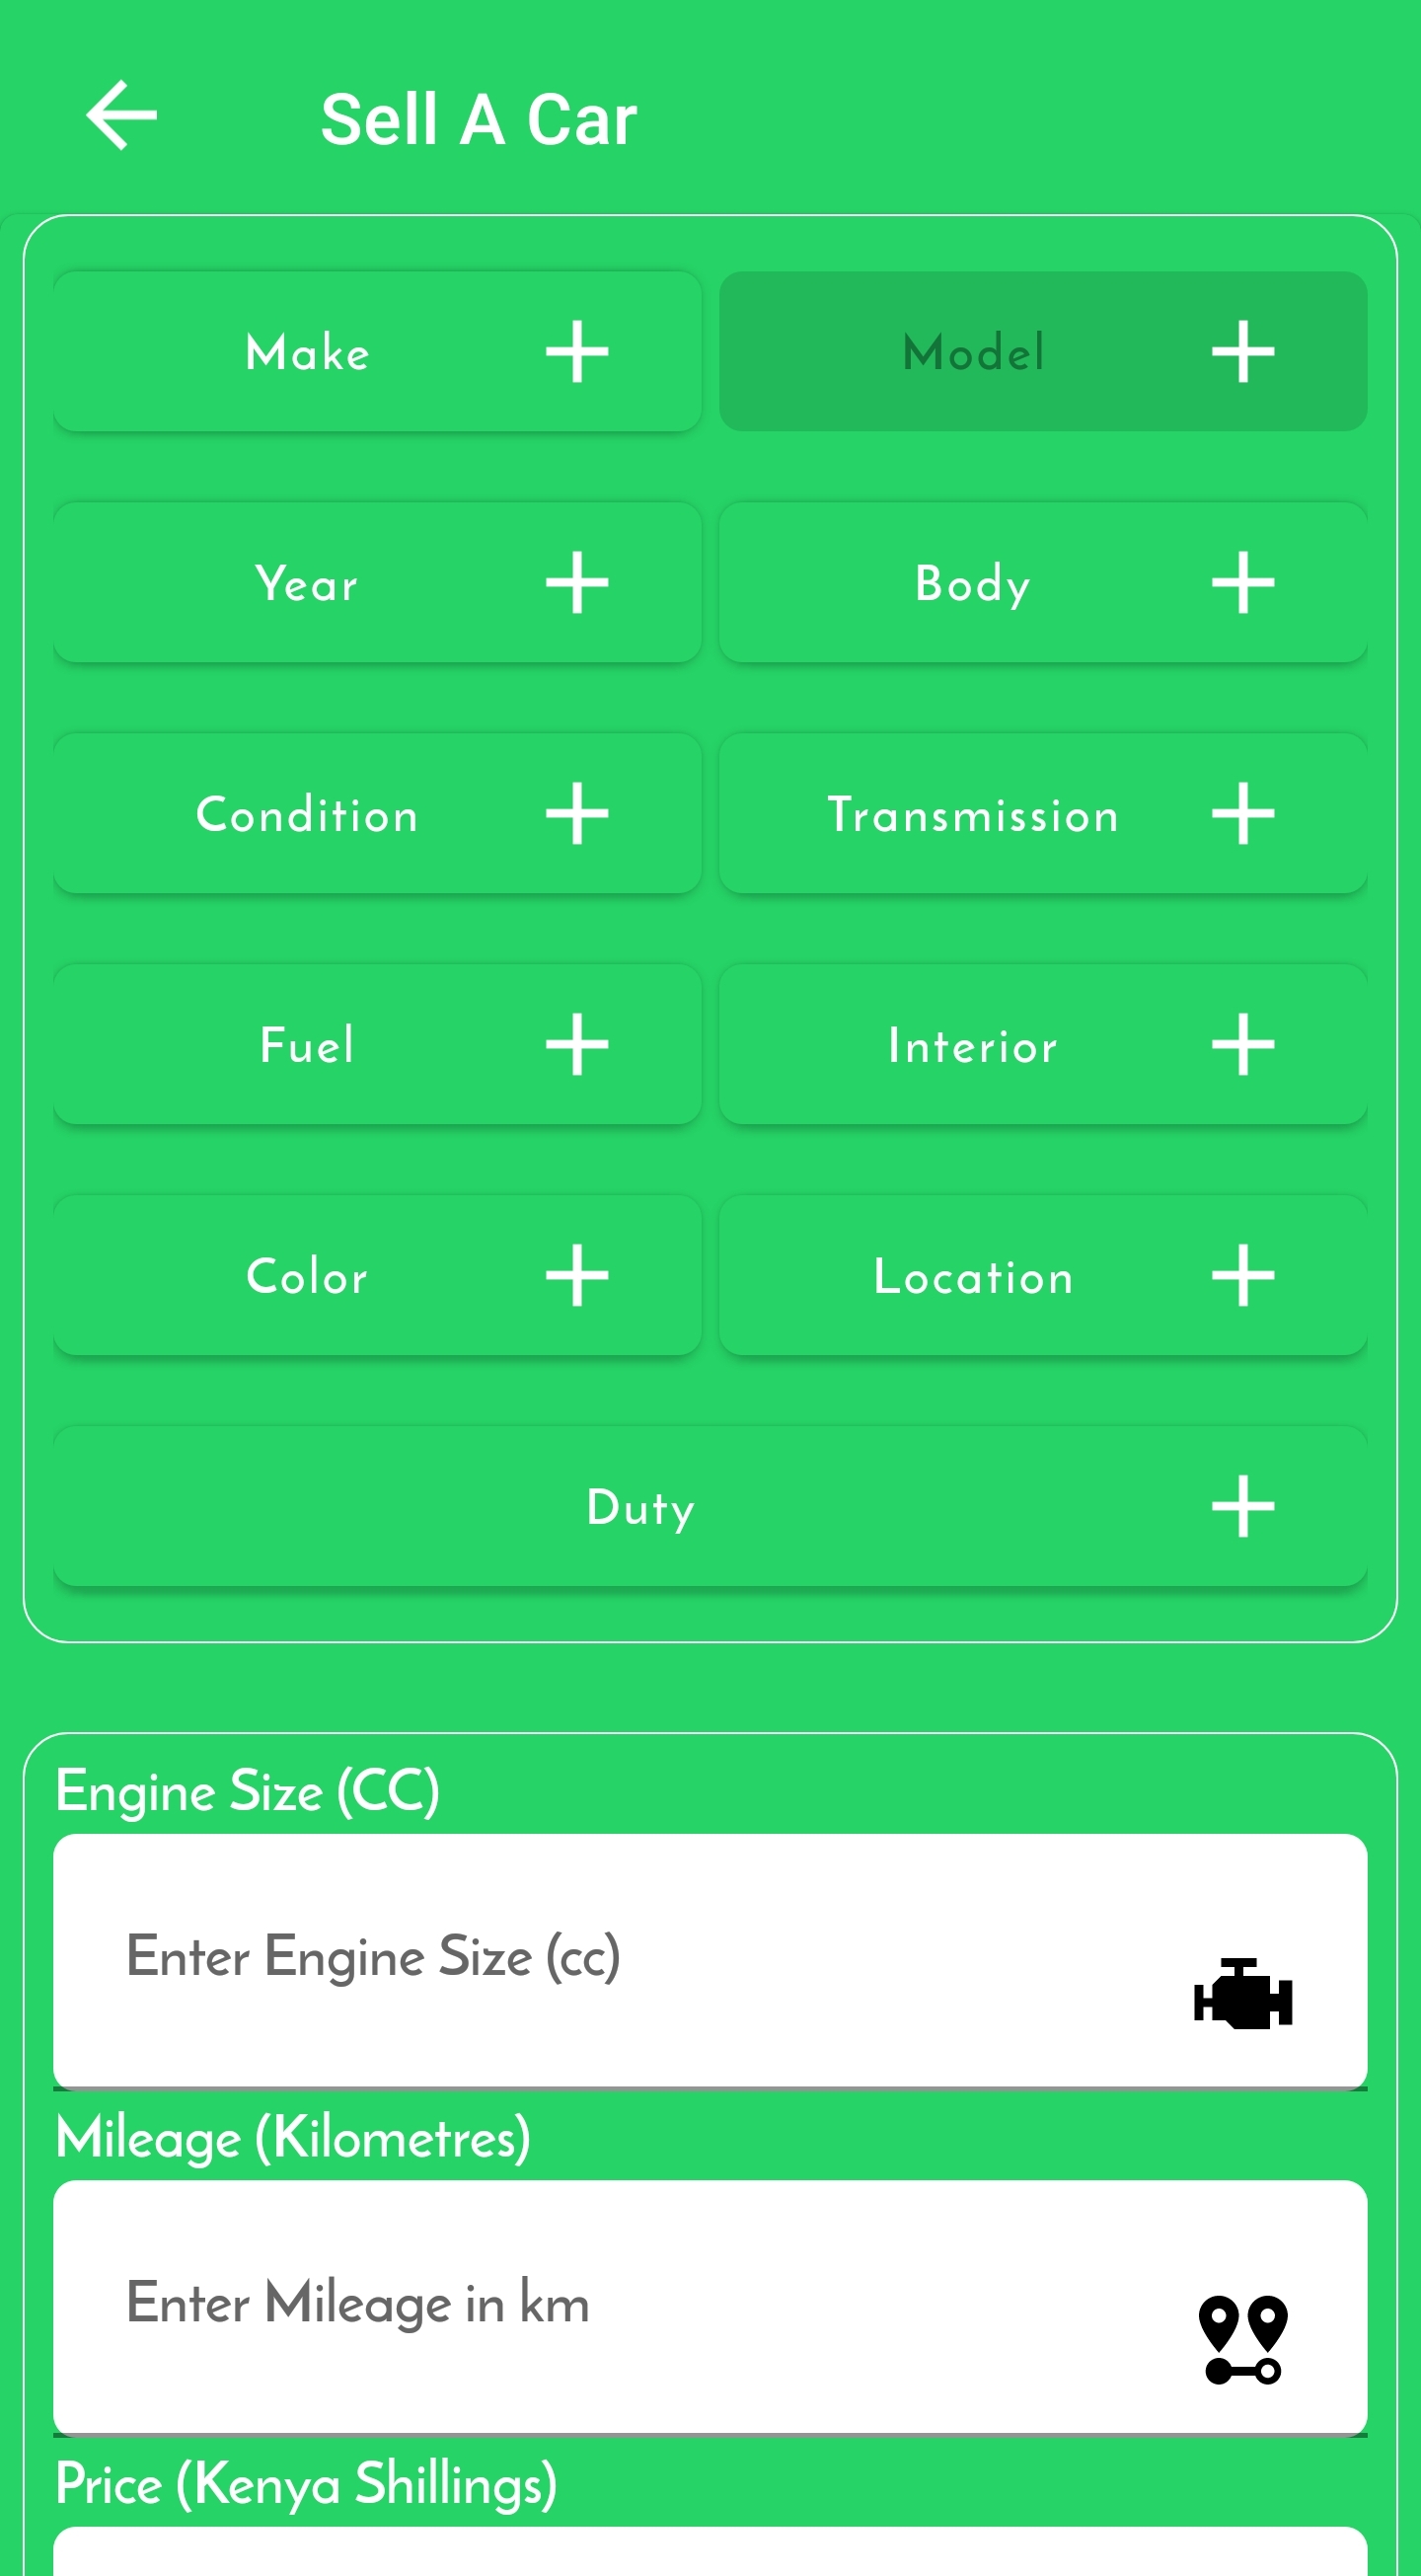 Sell A Car
Make
Model
Year
Body
Condition
Transmission
Fuel
Interior
Color
Location
Duty
Engine Size (CC)
Enter Engine Size (cc)
Mileage (Kilometres)
Enter Mileage in km
Price (Kenya Shillings)